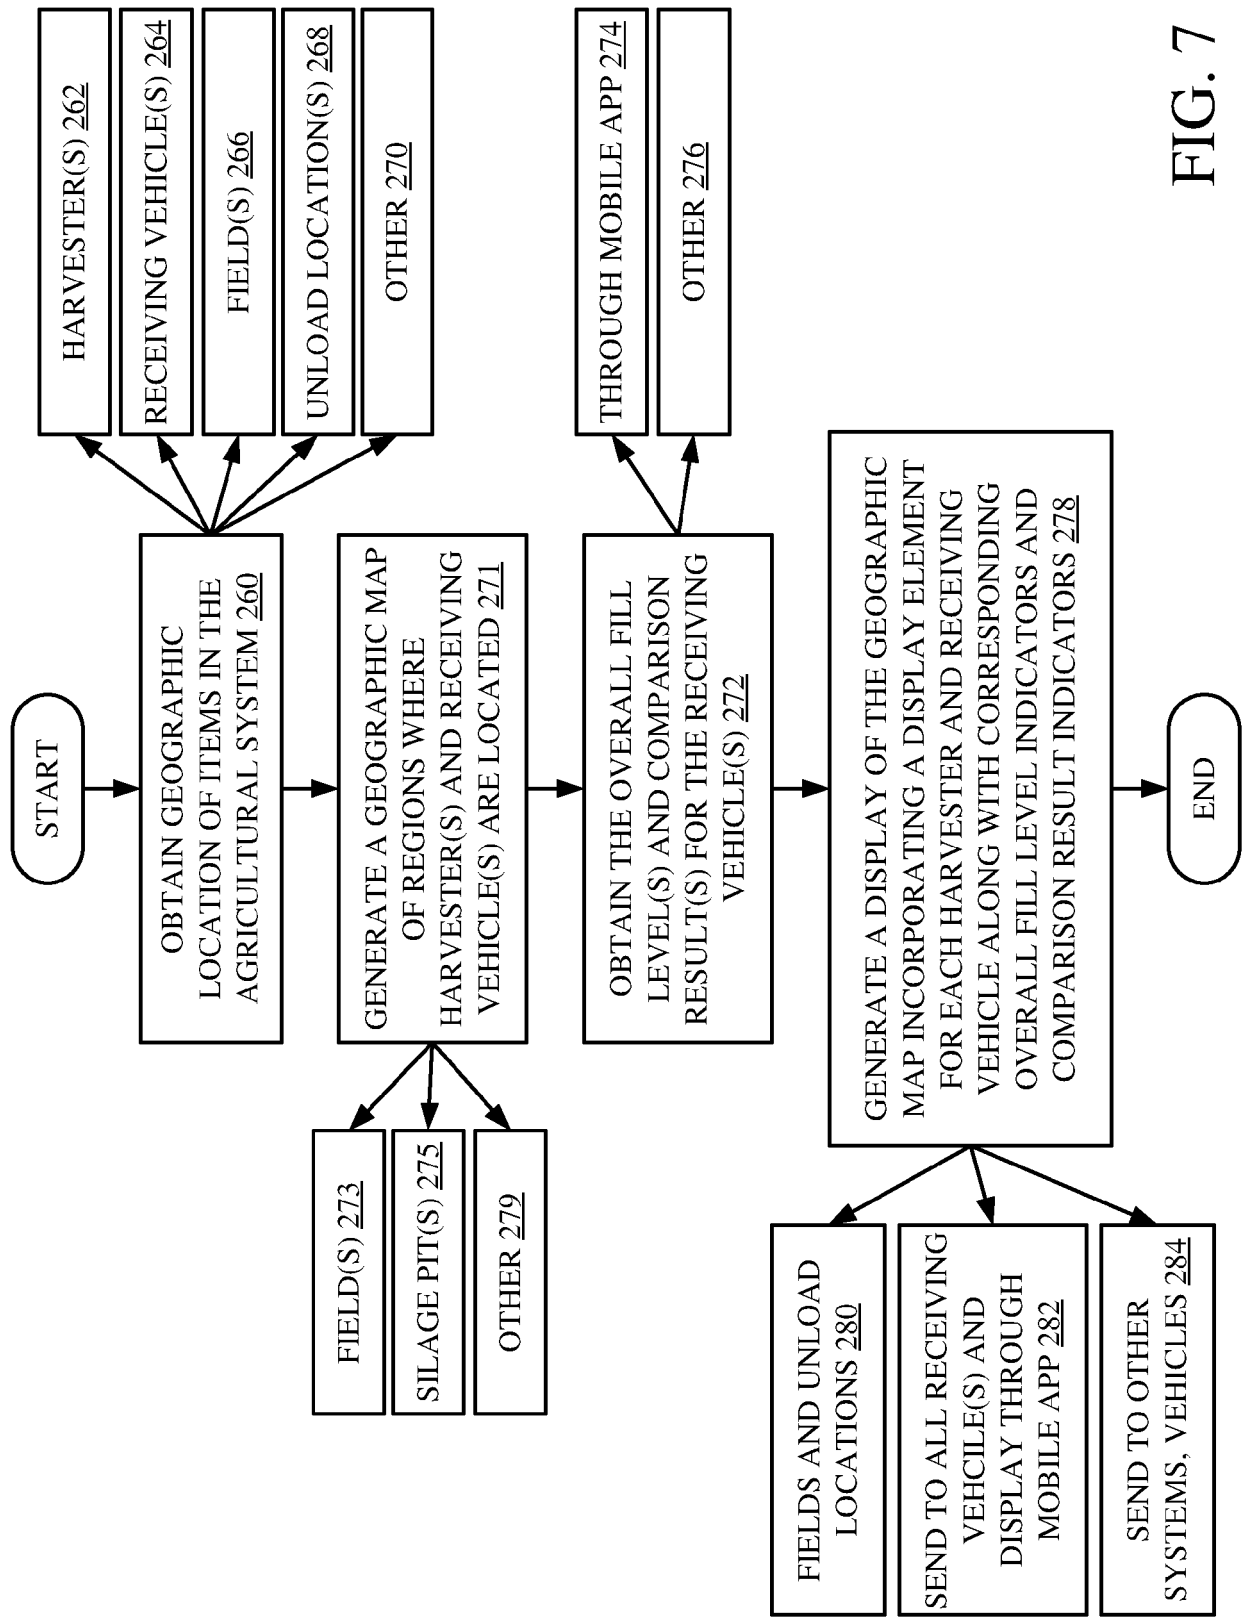 START
OBTAIN GEOGRAPHIC
LOCATION OF ITEMS IN THE
AGRICULTURAL SYSTEM 260
HARVESTER(S) 262
RECEIVING VEHICLE(S) 264
FIELD(S) 266
UNLOAD LOCATION(S) 268
OTHER 270
GENERATE A GEOGRAPHIC MAP
OF REGIONS WHERE
HARVESTER(S) AND RECEIVING
VEHICLE(S) ARE LOCATED 271
FIELD(S) 273
SILAGE PIT(S) 275
OTHER 279
OBTAIN THE OVERALL FILL
LEVEL(S) AND COMPARISON
RESULT(S) FOR THE RECEIVING
VEHICLE(S) 272
THROUGH MOBILE APP 274
OTHER 276
GENERATE A DISPLAY OF THE GEOGRAPHIC
MAP INCORPORATING A DISPLAY ELEMENT
FOR EACH HARVESTER AND RECEIVING
VEHICLE ALONG WITH CORRESPONDING
OVERALL FILL LEVEL INDICATORS AND
COMPARISON RESULT INDICATORS 278
FIELDS AND UNLOAD
LOCATIONS 280
SEND TO ALL RECEIVING
VEHCILE(S) AND
DISPLAY THROUGH
MOBILE APP 282
SEND TO OTHER
SYSTEMS, VEHICLES 284
END
FIG. 7